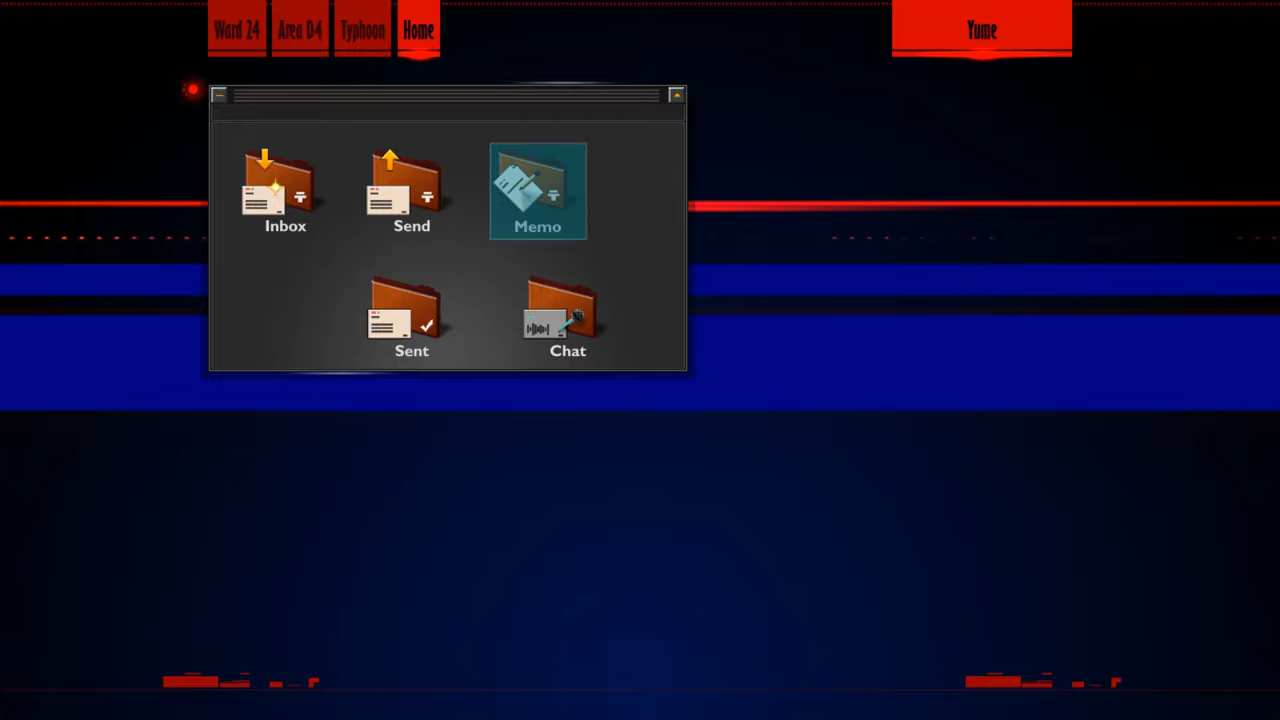 Ward 24
Area D4
Typhoon
Home
Yume
Inbox
Send
Memo
Sent
Chat